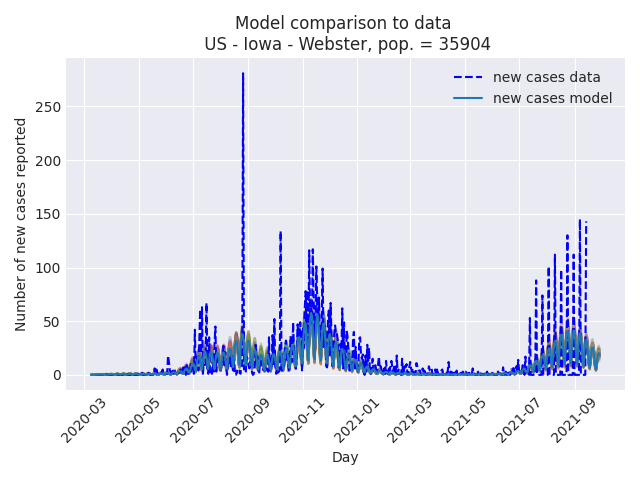 Model comparison to data
US - Iowa - Webster, pop. = 35904
new cases data
new cases model
Number of new cases reported
250
200
150
100
50
0
2020-03
2020-05
2020-07
2020-09
2020-11
2021-01
2021-03
2021-05
2021-07
2021-09
Day